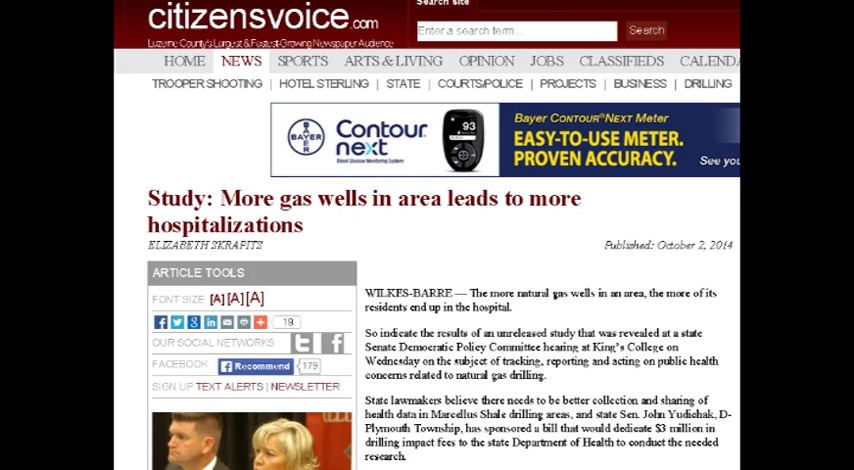 Search site
citizensvoice.com
Enter a search term...
Search
Luzerne County's Largest & Fastest-Growing Newspaper Audience
HOME NEWS SPORTS ARTS & LIVING OPINION JOBS CLASSIFIEDS CALENDA
TROOPER SHOOTING | HOTEL STERLING | STATE | COURTS/POLICE | PROJECTS | BUSINESS | DRILLING
BAYER
Contour
next
Blood Glucose Monitoring System
93
Bayer CONTOUR® NEXT Meter
EASY-TO-USE METER.
PROVEN ACCURACY.
See you
Study: More gas wells in area leads to more
hospitalizations
ELIZABETH SKRAPITS
Published: October 2, 2014
ARTICLE TOOLS
FONT SIZE [A] [A] [A]
19
OUR SOCIAL NETWORKS
FACEBOOK Recommend 179
SIGN UP TEXT ALERTS | NEWSLETTER
WILKES-BARRE — The more natural gas wells in an area, the more of its
residents end up in the hospital.
So indicate the results of an unreleased study that was revealed at a state
Senate Democratic Policy Committee hearing at King's College on
Wednesday on the subject of tracking, reporting and acting on public health
concerns related to natural gas drilling.
State lawmakers believe there needs to be better collection and sharing of
health data in Marcellus Shale drilling areas, and state Sen. John Yudichak, D-
Plymouth Township, has sponsored a bill that would dedicate $3 million in
drilling impact fees to the state Department of Health to conduct the needed
research.